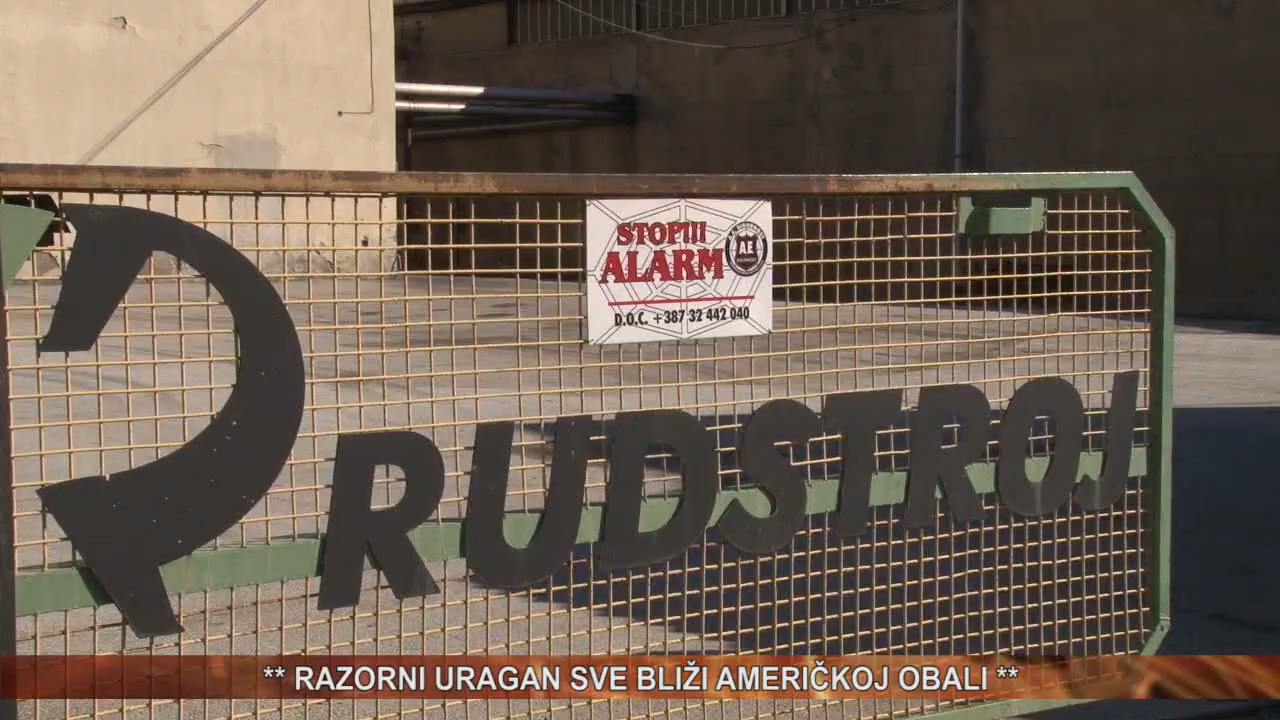 STOP!!!
ALARM
AE
D.O.C. +387 32 442 040
RUDSTROJ
** RAZORNI URAGAN SVE BLIŽI AMERIČKOJ OBALI **